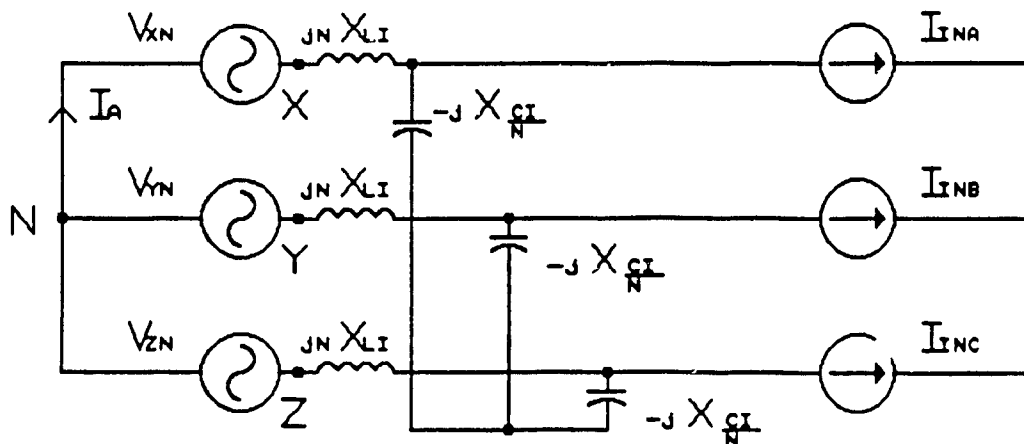 VXN
jN XLI
IINA
IA
X
-j XCI/N
VYN
jN XLI
IINB
N
Y
-j XCI/N
VZN
jN XLI
IINC
Z
-j XCI/N